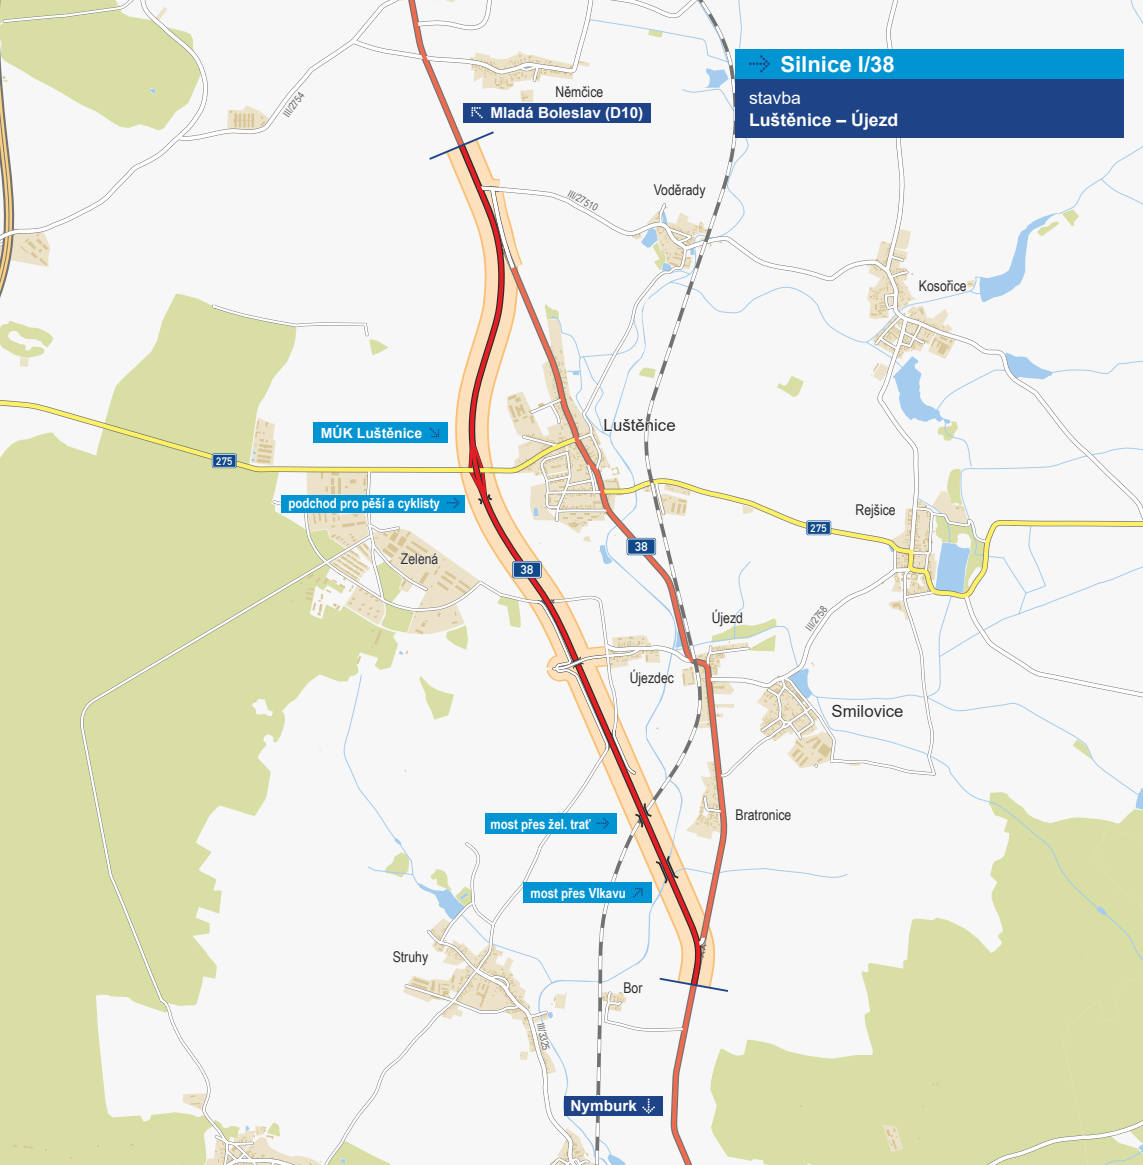 Silnice I/38
stavba
Luštěnice – Újezd
Němčice
III/2754
Mladá Boleslav (D10)
Voděrady
III/27510
Kosořice
MÚK Luštěnice
Luštěnice
275
podchod pro pěší a cyklisty
Rejšice
275
38
Zelená
38
Újezd
III/2758
Újezdec
Smilovice
Bratronice
most přes žel. trať
most přes Vlkavu
Struhy
Bor
III/3325
Nymburk